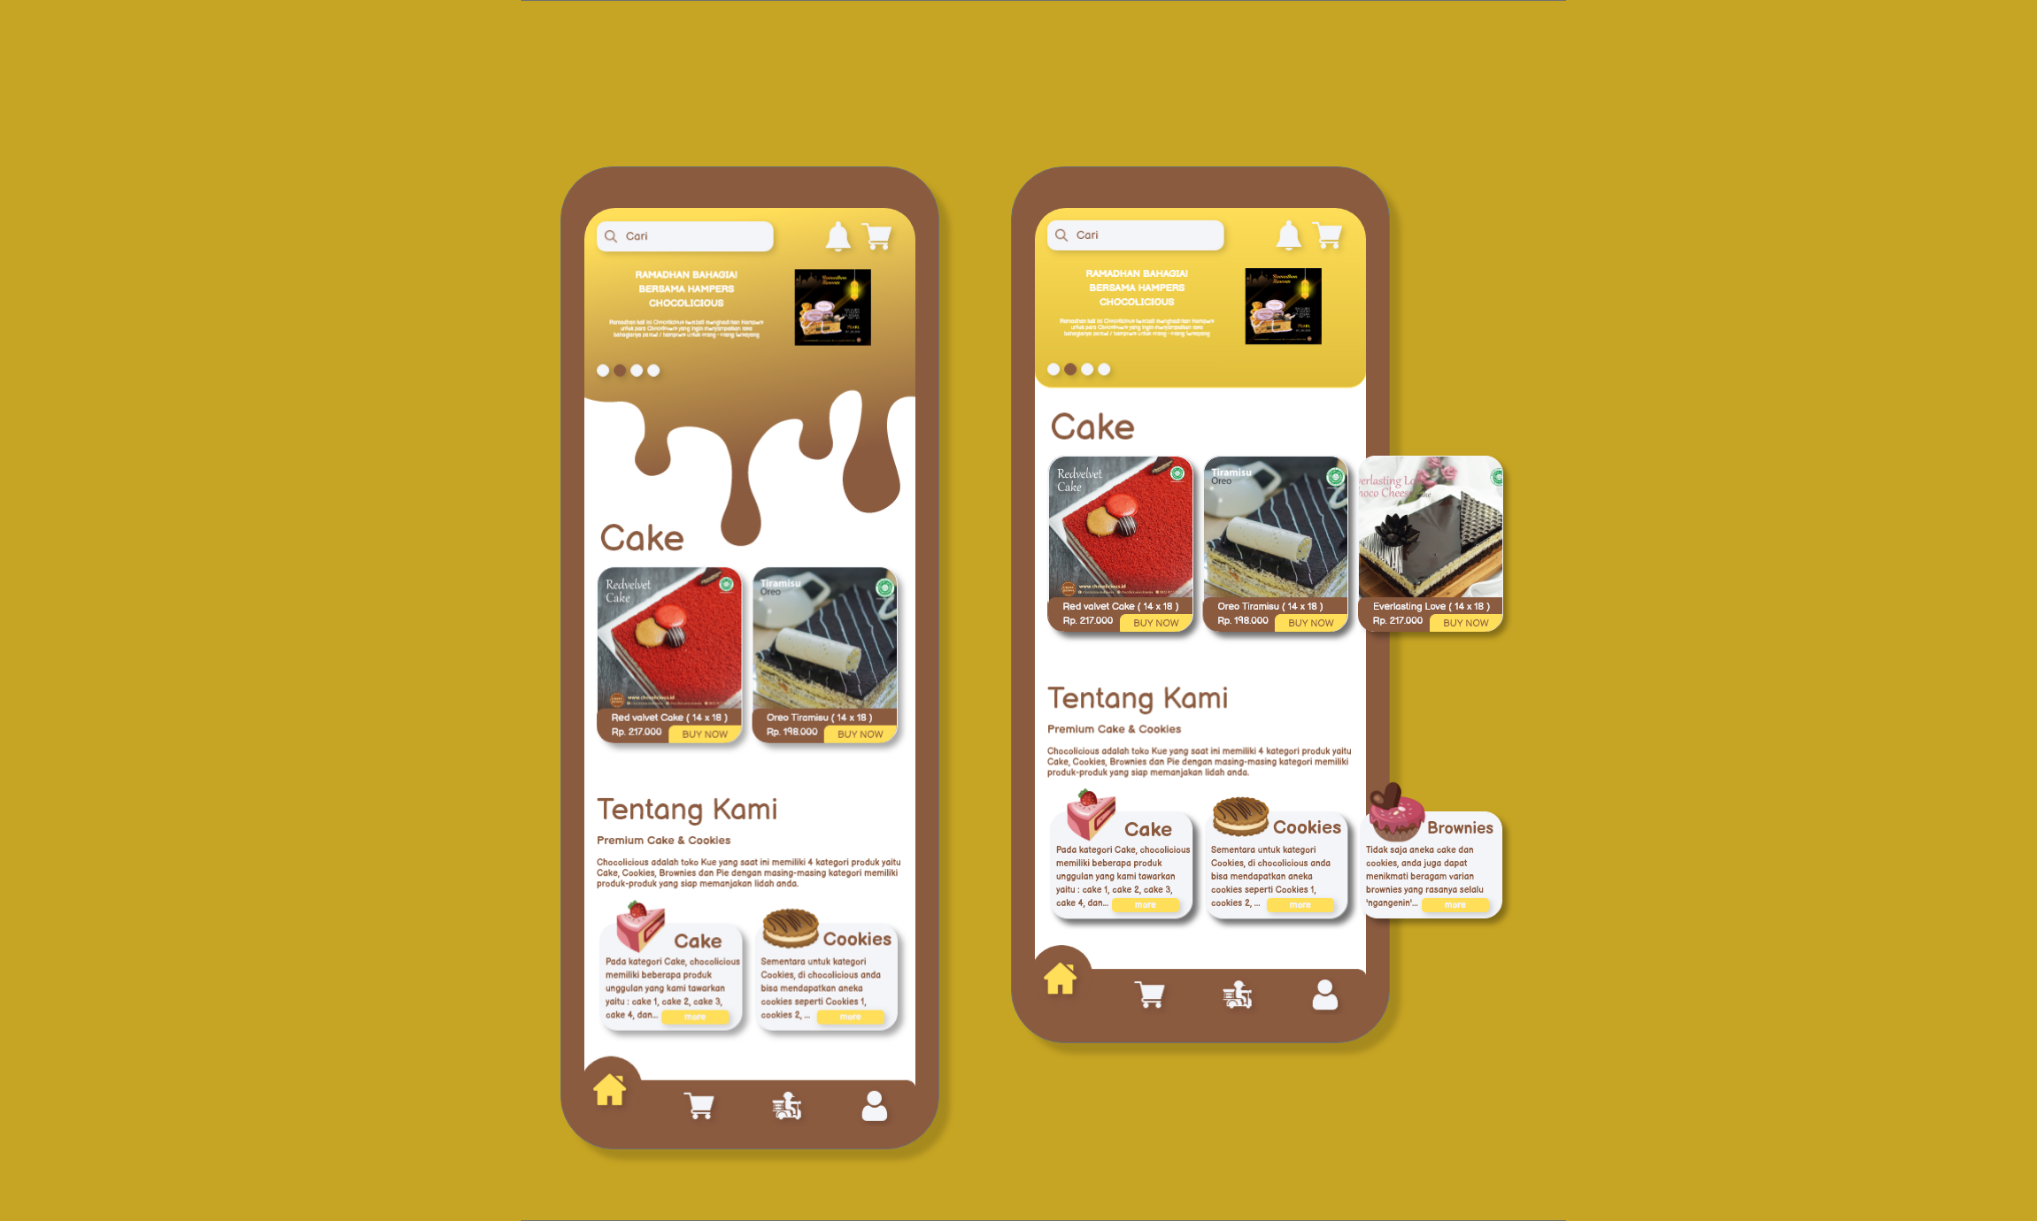 Cari
RAMADHAN BAHAGIA!
BERSAMA HAMPERS
CHOCOLICIOUS
Cake
Redvelvet
Cake
www.chocolicious.id
Red valvet Cake ( 14 x 18 )
Rp. 217.000
BUY NOW
Tiramisu
Oreo
Oreo Tiramisu ( 14 x 18 )
Rp. 198.000
BUY NOW
Tentang Kami
Premium Cake & Cookies
Chocolicious adalah toko Kue yang saat ini memiliki 4 kategori produk yaitu
Cake, Cookies, Brownies dan Pie dengan masing-masing kategori memiliki
produk-produk yang siap memanjakan lidah anda.
Cake
Pada kategori Cake, chocolicious
memiliki beberapa produk
unggulan yang kami tawarkan
yaitu : cake 1, cake 2, cake 3,
cake 4, dan...
more
Cookies
Sementara untuk kategori
Cookies, di chocolicious anda
bisa mendapatkan aneka
cookies seperti Cookies 1,
cookies 2, ...
more
Cari
RAMADHAN BAHAGIA!
BERSAMA HAMPERS
CHOCOLICIOUS
Cake
Redvelvet
Cake
www.chocolicious.id
Red valvet Cake ( 14 x 18 )
Rp. 217.000
BUY NOW
Tiramisu
Oreo
Oreo Tiramisu ( 14 x 18 )
Rp. 198.000
BUY NOW
Everlasting Love ( 14 x 18 )
Rp. 217.000
BUY NOW
Tentang Kami
Premium Cake & Cookies
Chocolicious adalah toko Kue yang saat ini memiliki 4 kategori produk yaitu
Cake, Cookies, Brownies dan Pie dengan masing-masing kategori memiliki
produk-produk yang siap memanjakan lidah anda.
Cake
Pada kategori Cake, chocolicious
memiliki beberapa produk
unggulan yang kami tawarkan
yaitu : cake 1, cake 2, cake 3,
cake 4, dan...
more
Cookies
Sementara untuk kategori
Cookies, di chocolicious anda
bisa mendapatkan aneka
cookies seperti Cookies 1,
cookies 2, ...
more
Brownies
Tidak saja aneka cake dan
cookies, anda juga dapat
menikmati beragam varian
brownies yang rasanya selalu
'ngangenin'...
more